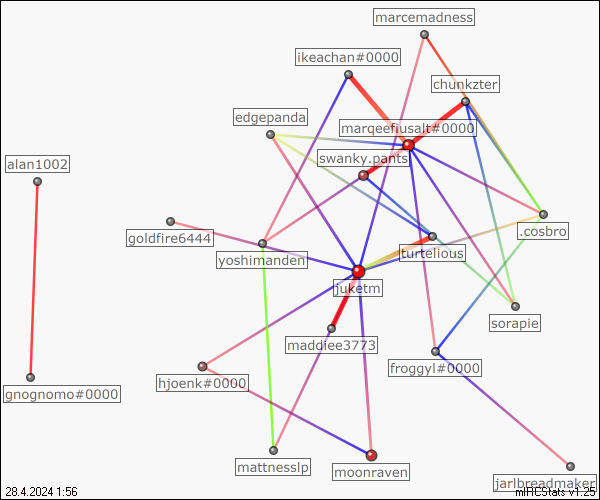 marcemadness
ikeachan#0000
chunkzter
edgepanda
marqeefiusalt#0000
swanky.pants
alan1002
goldfire6444
yoshimanden
turtelious
.cosbro
juketm
sorapie
maddiee3773
froggyl#0000
hjoenk#0000
gnognomo#0000
mattnesslp
moonraven
jarlbreadmaker
28.4.2024 1:56
mIRCStats v1.25